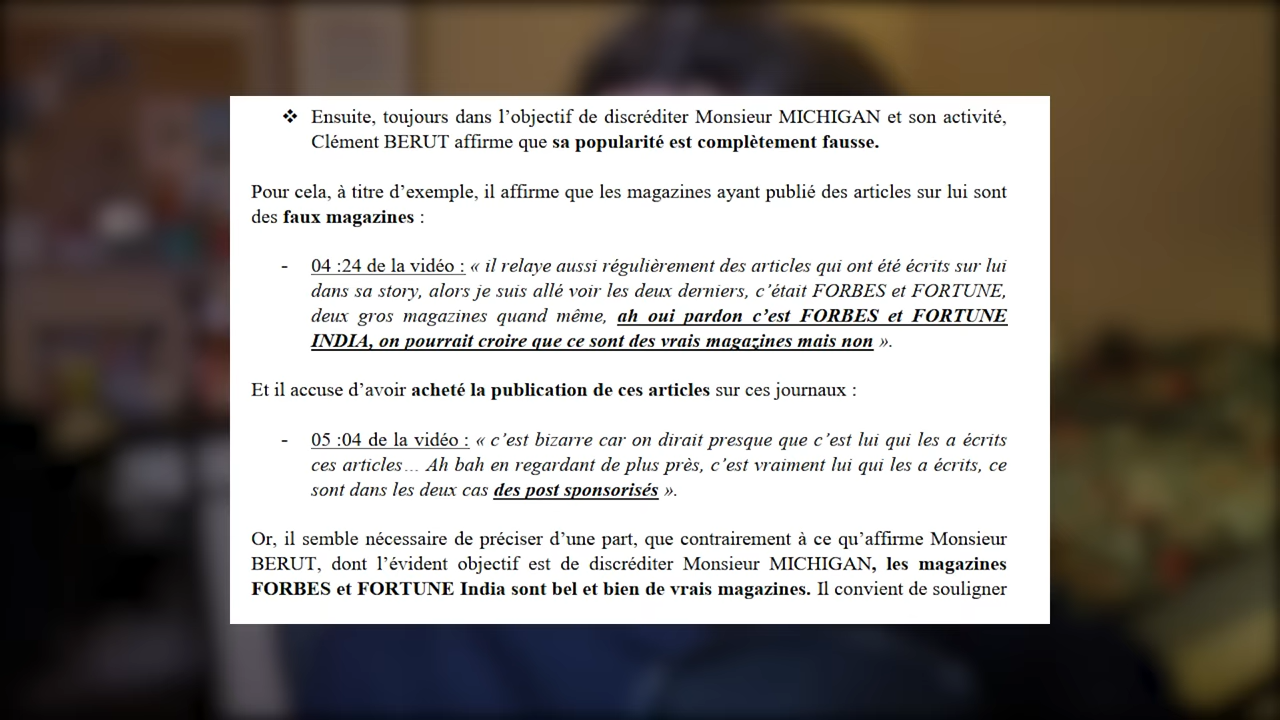 ❖ Ensuite, toujours dans l’objectif de discréditer Monsieur MICHIGAN et son activité,
Clément BERUT affirme que sa popularité est complètement fausse.
Pour cela, à titre d’exemple, il affirme que les magazines ayant publié des articles sur lui sont
des faux magazines :
- 04 :24 de la vidéo : « il relaye aussi régulièrement des articles qui ont été écrits sur lui
dans sa story, alors je suis allé voir les deux derniers, c’était FORBES et FORTUNE,
deux gros magazines quand même, ah oui pardon c’est FORBES et FORTUNE
INDIA, on pourrait croire que ce sont des vrais magazines mais non ».
Et il accuse d’avoir acheté la publication de ces articles sur ces journaux :
- 05 :04 de la vidéo : « c’est bizarre car on dirait presque que c’est lui qui les a écrits
ces articles… Ah bah en regardant de plus près, c’est vraiment lui qui les a écrits, ce
sont dans les deux cas des post sponsorisés ».
Or, il semble nécessaire de préciser d’une part, que contrairement à ce qu’affirme Monsieur
BERUT, dont l’évident objectif est de discréditer Monsieur MICHIGAN, les magazines
FORBES et FORTUNE India sont bel et bien de vrais magazines. Il convient de souligner